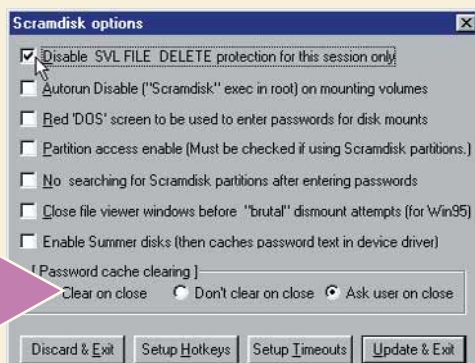 Scramdisk options
Disable SVL FILE DELETE protection for this session only
Autorun Disable ("Scramdisk" exec in root) on mounting volumes
Red 'DOS' screen to be used to enter passwords for disk mounts
Partition access enable (Must be checked if using Scramdisk partitions.)
No searching for Scramdisk partitions after entering passwords
Close file viewer windows before "brutal" dismount attempts (for Win95)
Enable Summer disks (then caches password text in device driver)
[ Password cache clearing ]
Clear on close Don't clear on close Ask user on close
Discard & Exit Setup Hotkeys Setup Timeouts Update & Exit